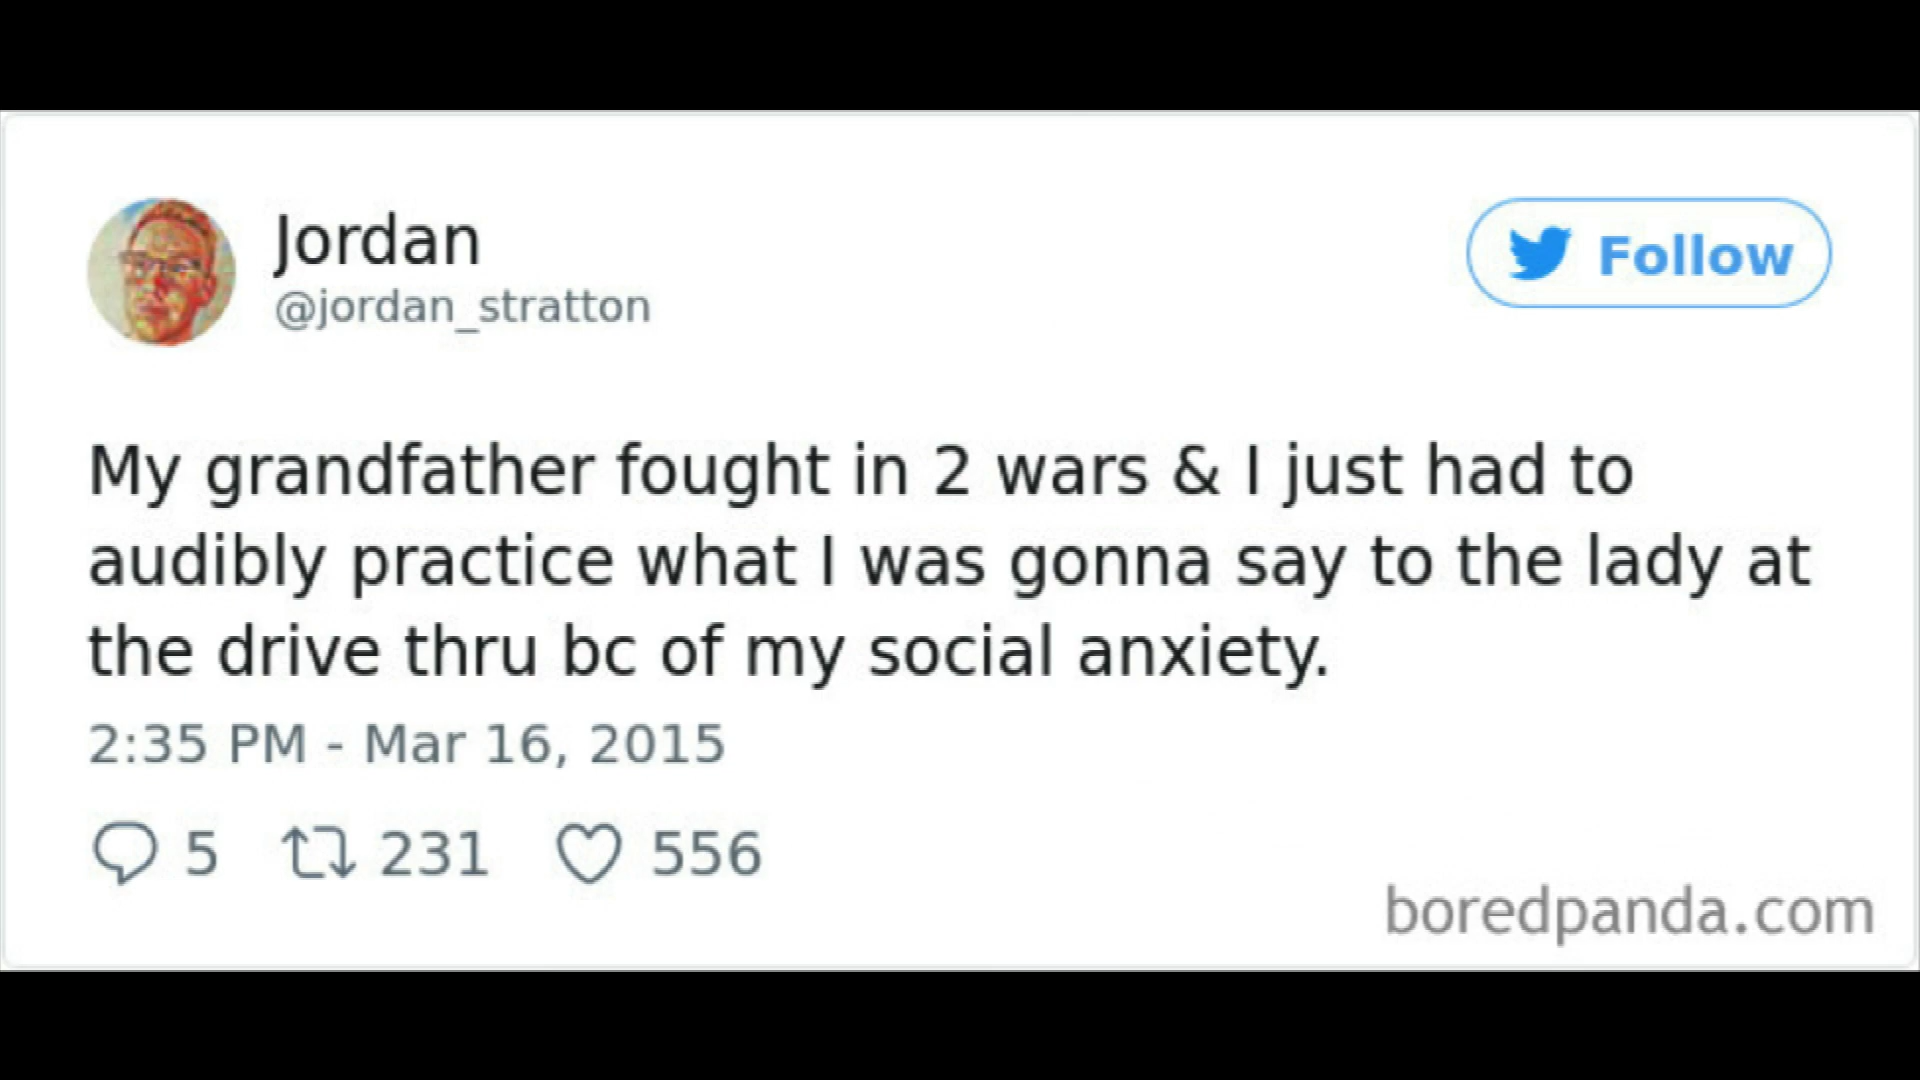 Jordan
@jordan_stratton
Follow
My grandfather fought in 2 wars & I just had to
audibly practice what I was gonna say to the lady at
the drive thru bc of my social anxiety.
2:35 PM - Mar 16, 2015
5 231 556
boredpanda.com